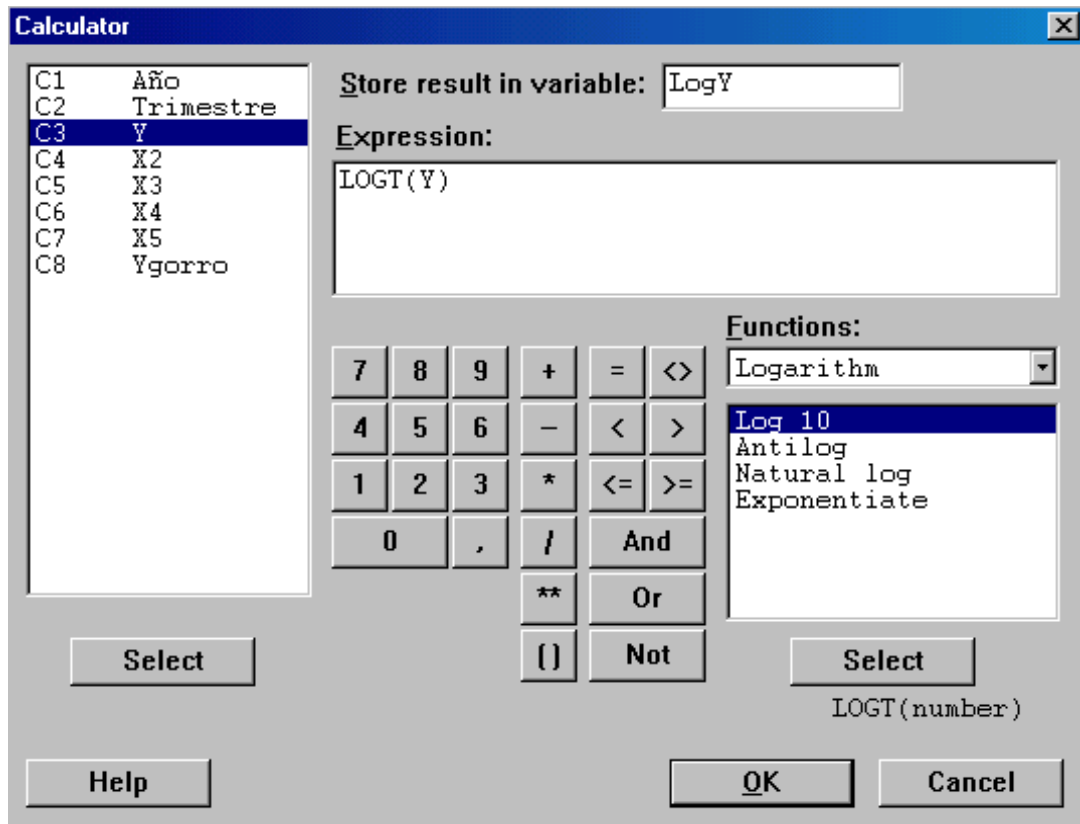 Calculator
C1 Año
C2 Trimestre
C3 Y
C4 X2
C5 X3
C6 X4
C7 X5
C8 Ygorro
Select
Store result in variable: LogY
Expression:
LOGT(Y)
7 8 9 + = <>
4 5 6 - < >
1 2 3 * <= >=
0 , / And
** Or
() Not
Functions:
Logarithm
Log 10
Antilog
Natural log
Exponentiate
Select
LOGT(number)
Help
OK
Cancel